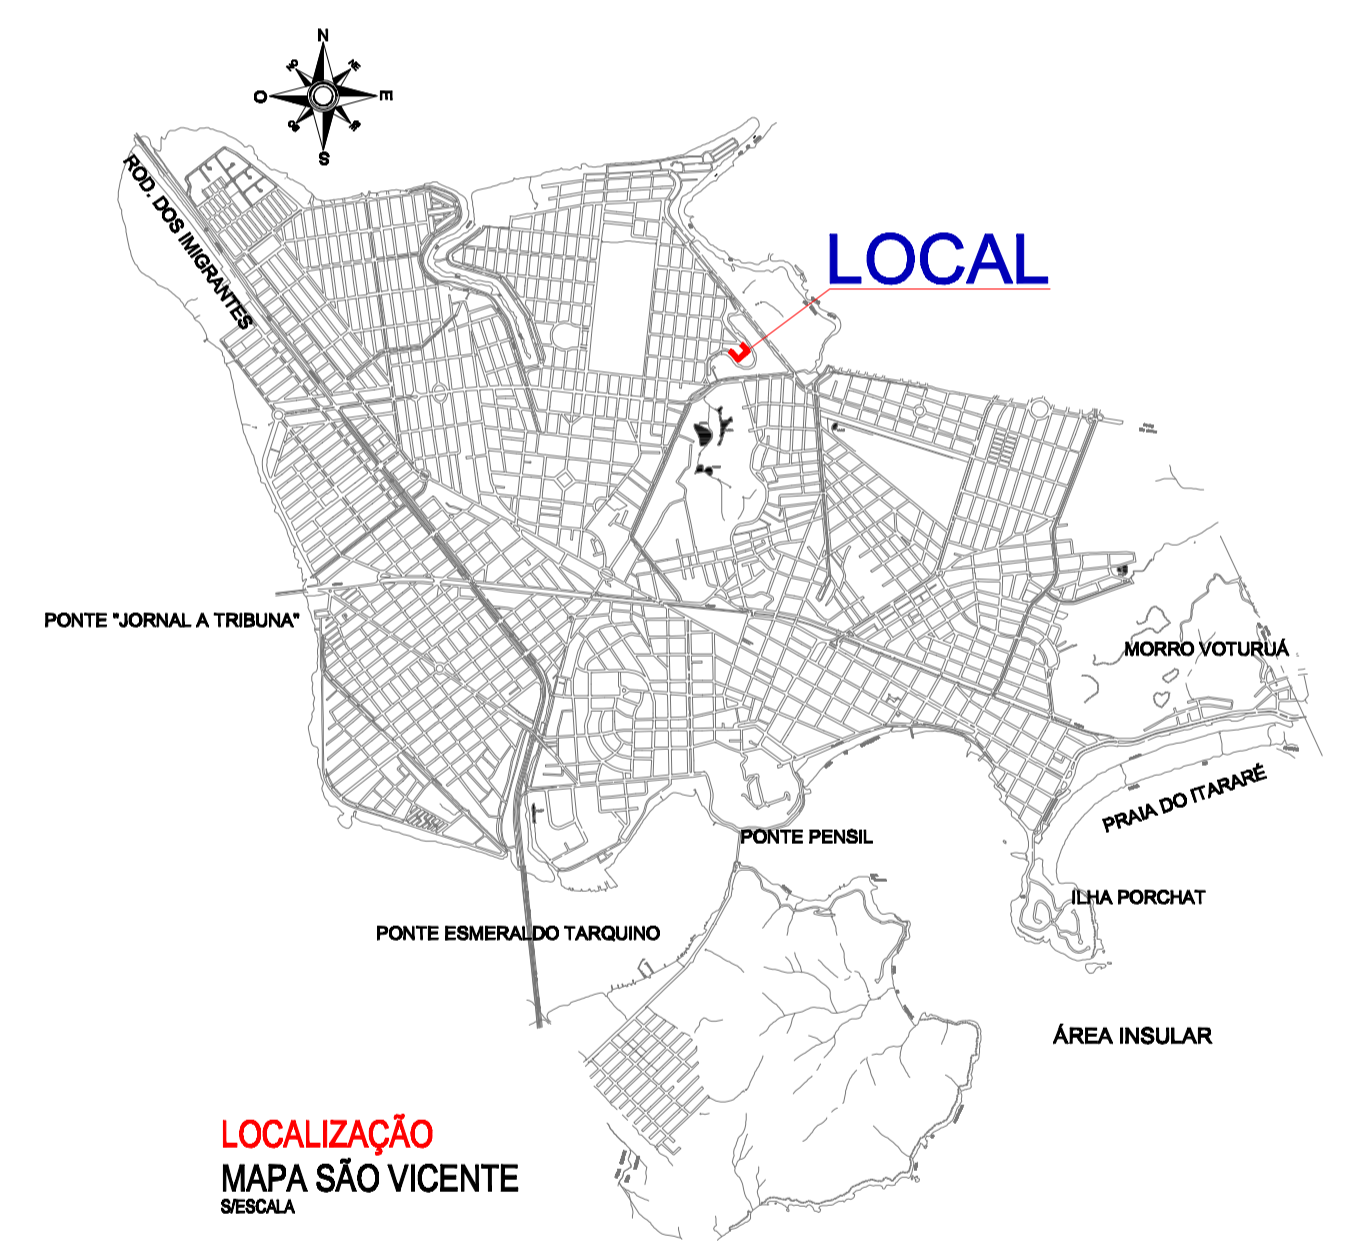 N
NE
O
E
S
ROD. DOS IMIGRANTES
LOCAL
PONTE "JORNAL A TRIBUNA"
MORRO VOTURUÁ
PRAIA DO ITARARÉ
PONTE PENSIL
ILHA PORCHAT
PONTE ESMERALDO TARQUINO
ÁREA INSULAR
LOCALIZAÇÃO
MAPA SÃO VICENTE
S/ESCALA